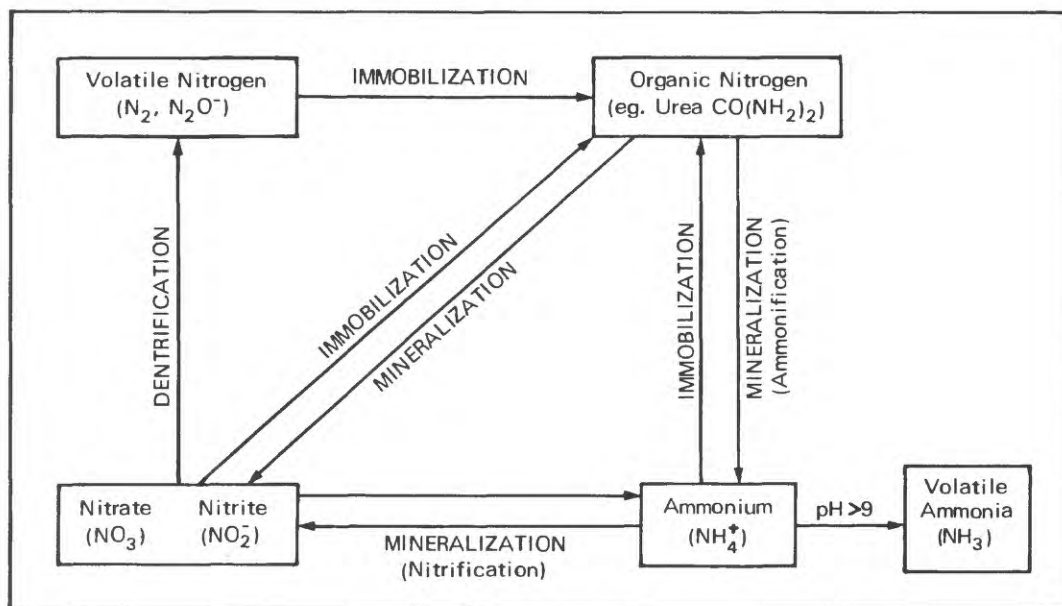 Volatile Nitrogen
(N₂, N₂O⁻)
IMMOBILIZATION
Organic Nitrogen
(eg. Urea CO(NH₂)₂)
DENTRIFICATION
IMMOBILIZATION
MINERALIZATION
IMMOBILIZATION
MINERALIZATION
(Ammonification)
Nitrate
(NO₃)
Nitrite
(NO₂⁻)
MINERALIZATION
(Nitrification)
Ammonium
(NH₄⁺)
pH >9
Volatile
Ammonia
(NH₃)